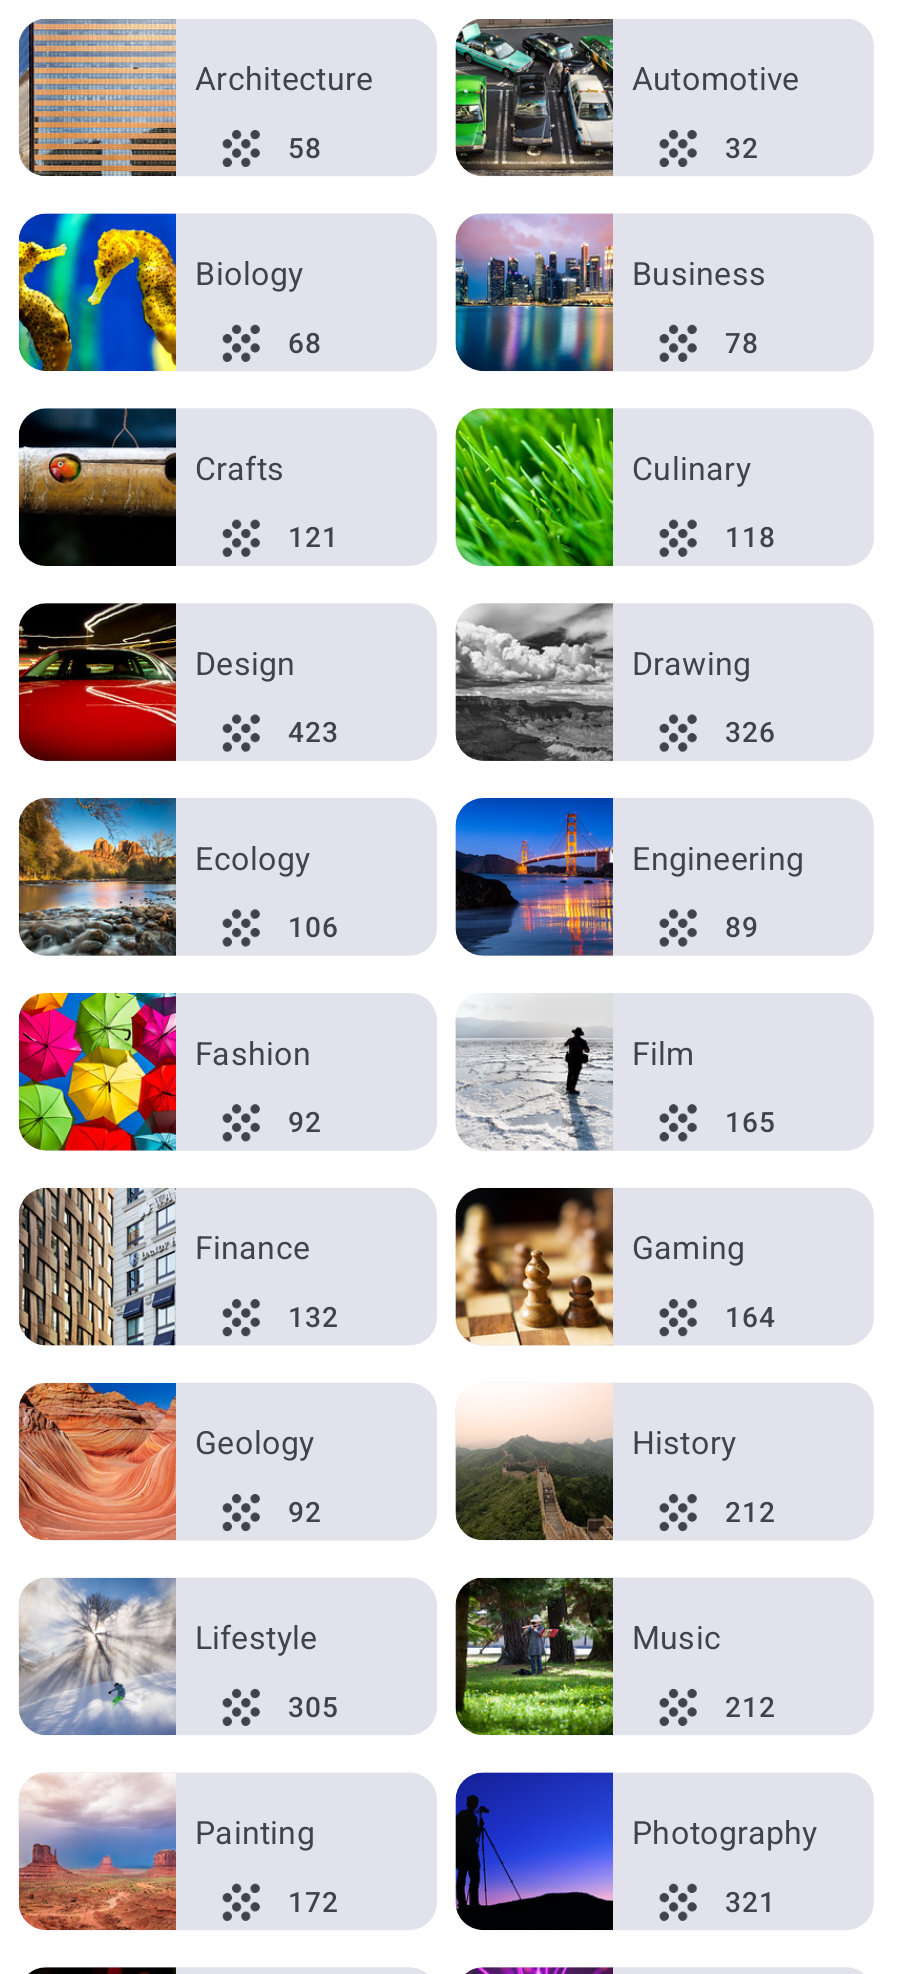 Architecture
58
Automotive
32
Biology
68
Business
78
Crafts
121
Culinary
118
Design
423
Drawing
326
Ecology
106
Engineering
89
Fashion
92
Film
165
Finance
132
Gaming
164
Geology
92
History
212
Lifestyle
305
Music
212
Painting
172
Photography
321